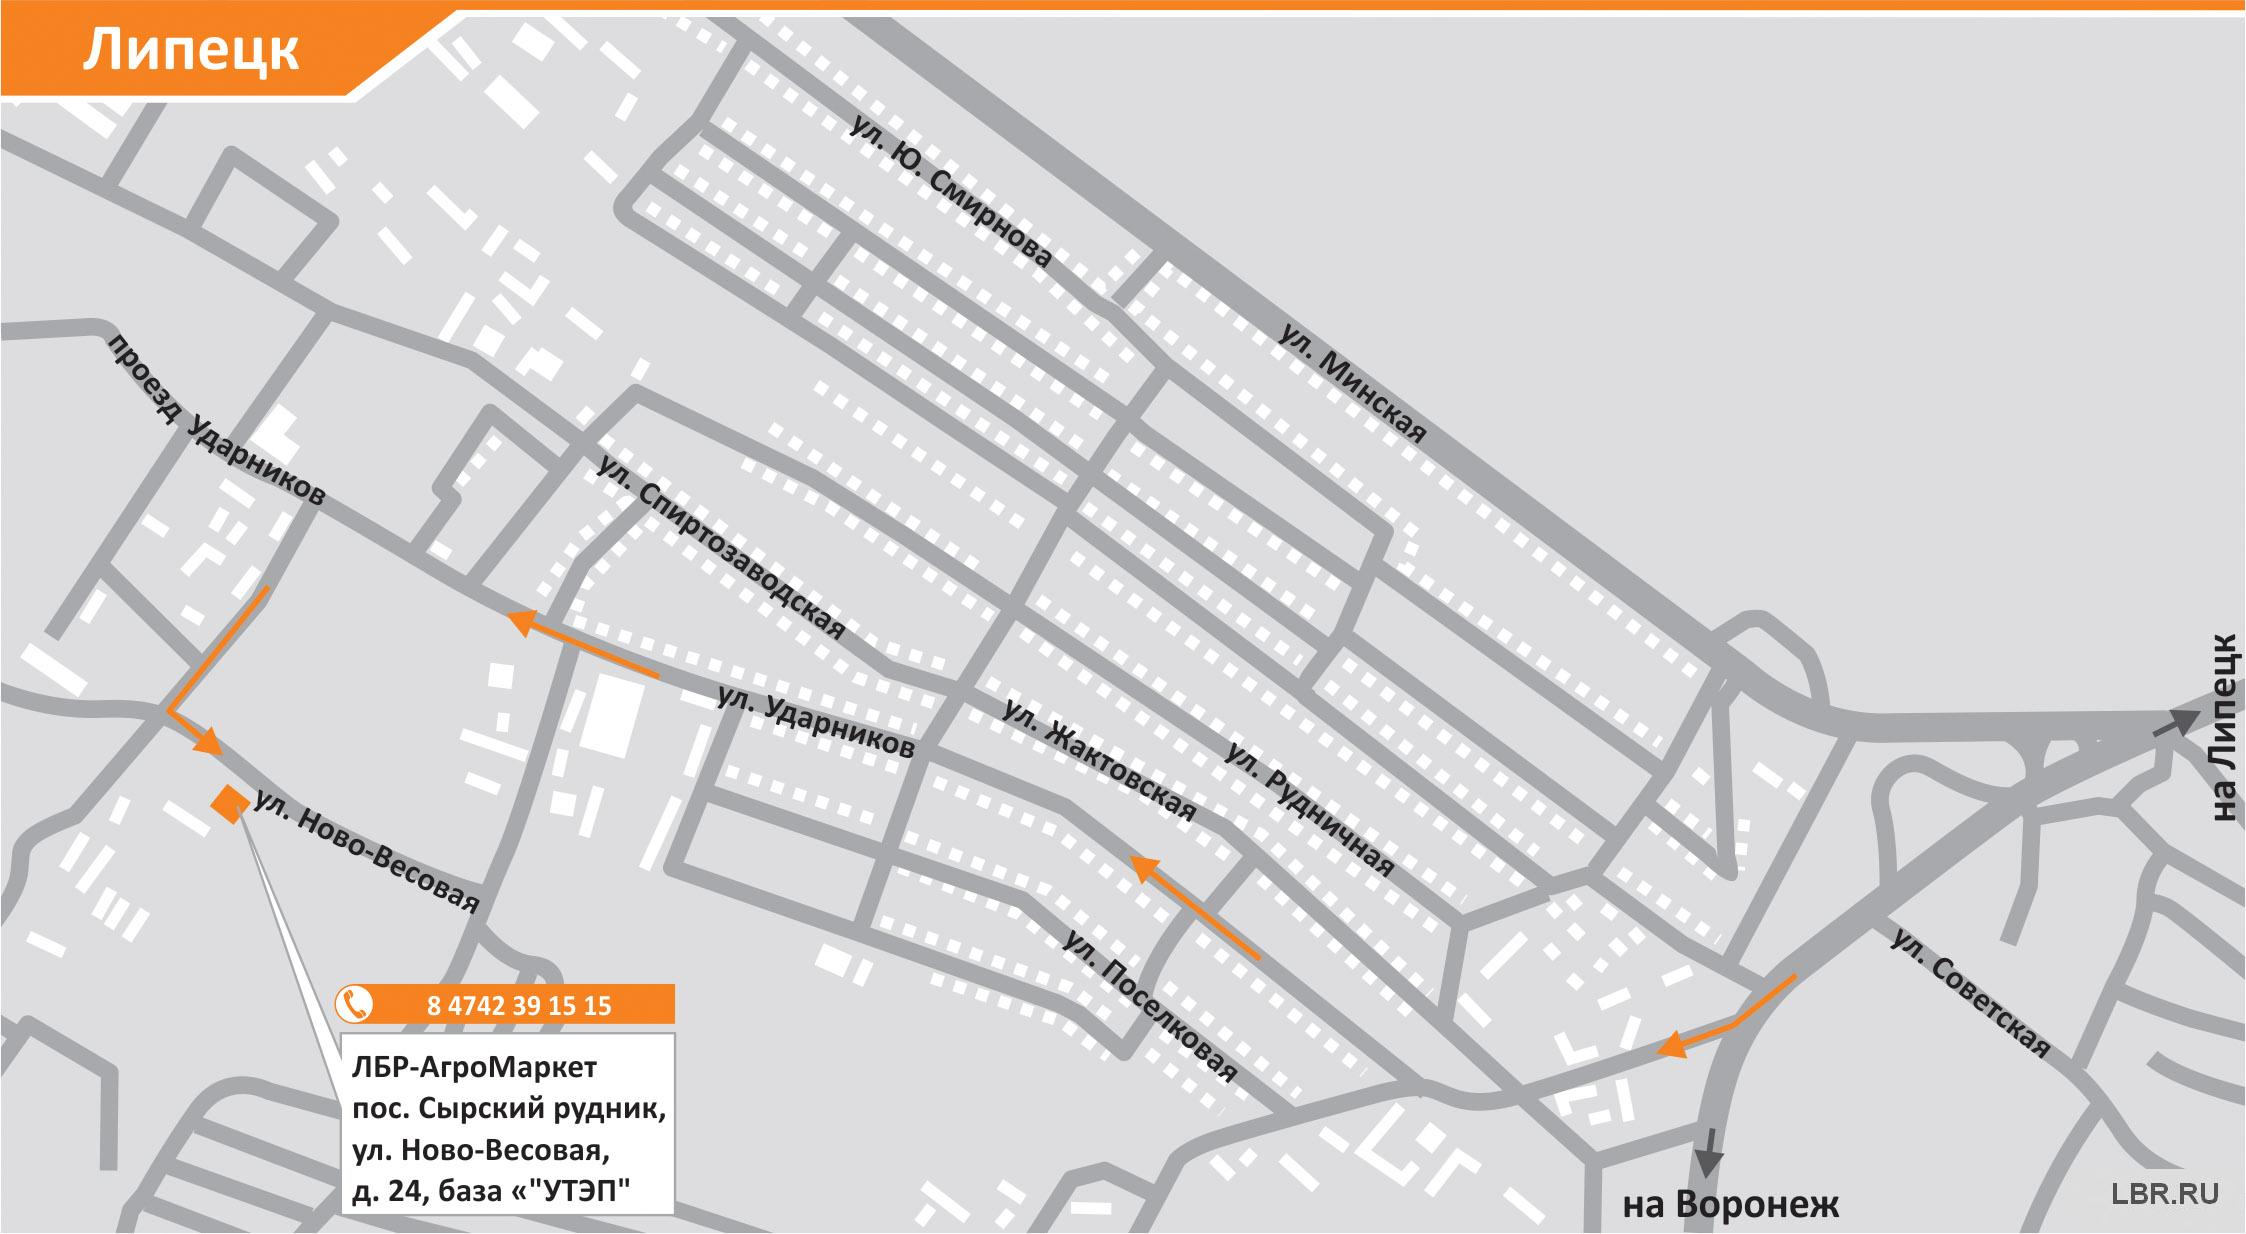 Липецк
ул. Ю. Смирнова
ул. Минская
проезд Ударников
ул. Спиртозаводская
ул. Ударников
ул. Жактовская
ул. Рудничная
на Липецк
ул. Ново-Весовая
ул. Поселковая
ул. Советская
8 4742 39 15 15
ЛБР-АгроМаркет
пос. Сырский рудник,
ул. Ново-Весовая,
д. 24, база «"УТЭП"
на Воронеж
LBR.RU